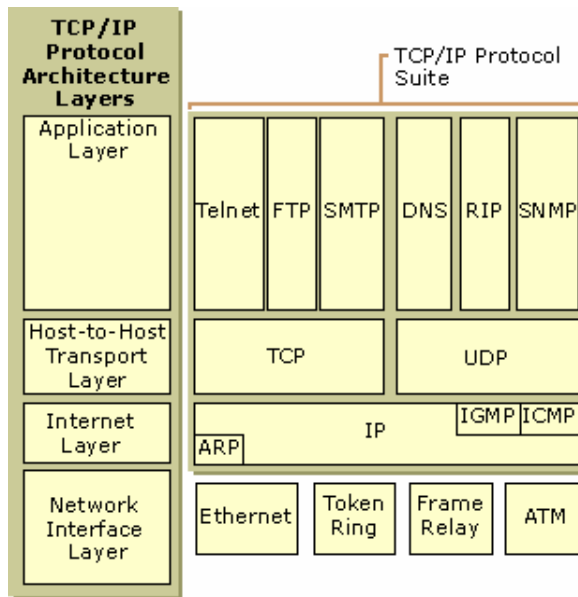 TCP/IP
Protocol
Architecture
Layers
TCP/IP Protocol
Suite
Application
Layer
Telnet FTP SMTP DNS RIP SNMP
Host-to-Host
Transport
Layer
TCP UDP
Internet
Layer
IP IGMP ICMP
ARP
Network
Interface
Layer
Ethernet
Token
Ring
Frame
Relay
ATM